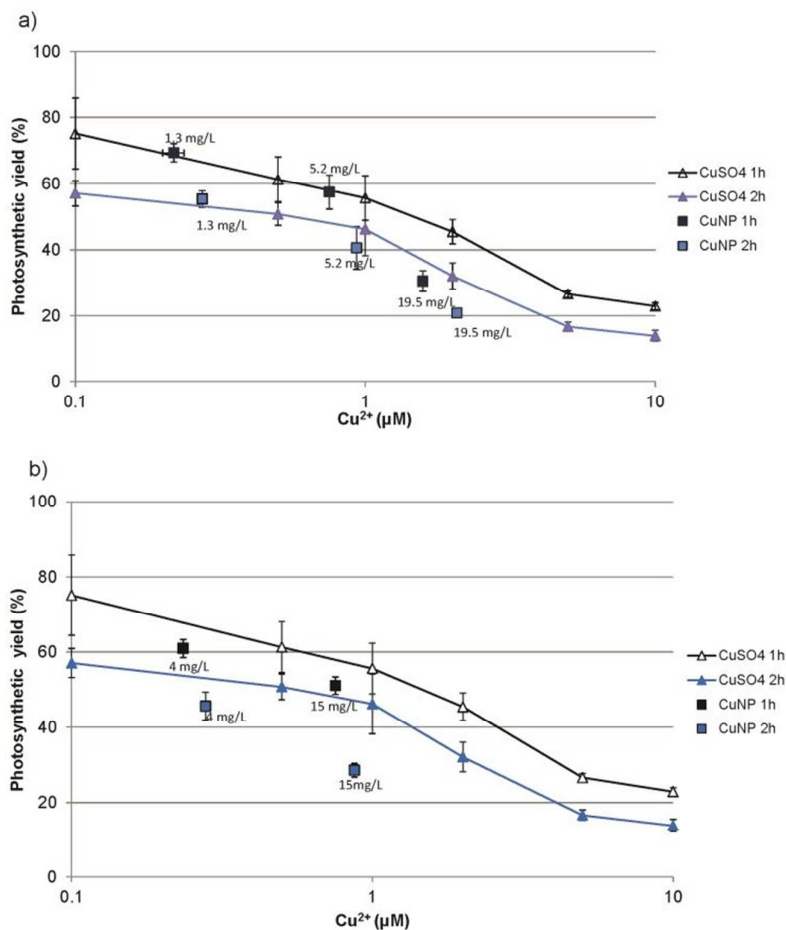 a)
100
80
60
40
20
0
Photosynthetic yield (%)
1.3 mg/L
5.2 mg/L
1.3 mg/L
5.2 mg/L
19.5 mg/L
19.5 mg/L
0.1
1
10
Cu²⁺ (µM)
CuSO4 1h
CuSO4 2h
CuNP 1h
CuNP 2h
b)
100
80
60
40
20
0
Photosynthetic yield (%)
4 mg/L
15 mg/L
4 mg/L
15mg/L
0.1
1
10
Cu²⁺ (µM)
CuSO4 1h
CuSO4 2h
CuNP 1h
CuNP 2h